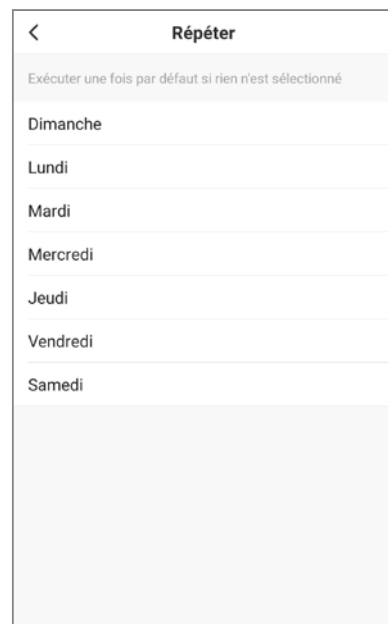 Répéter
Exécuter une fois par défaut si rien n'est sélectionné
Dimanche
Lundi
Mardi
Mercredi
Jeudi
Vendredi
Samedi